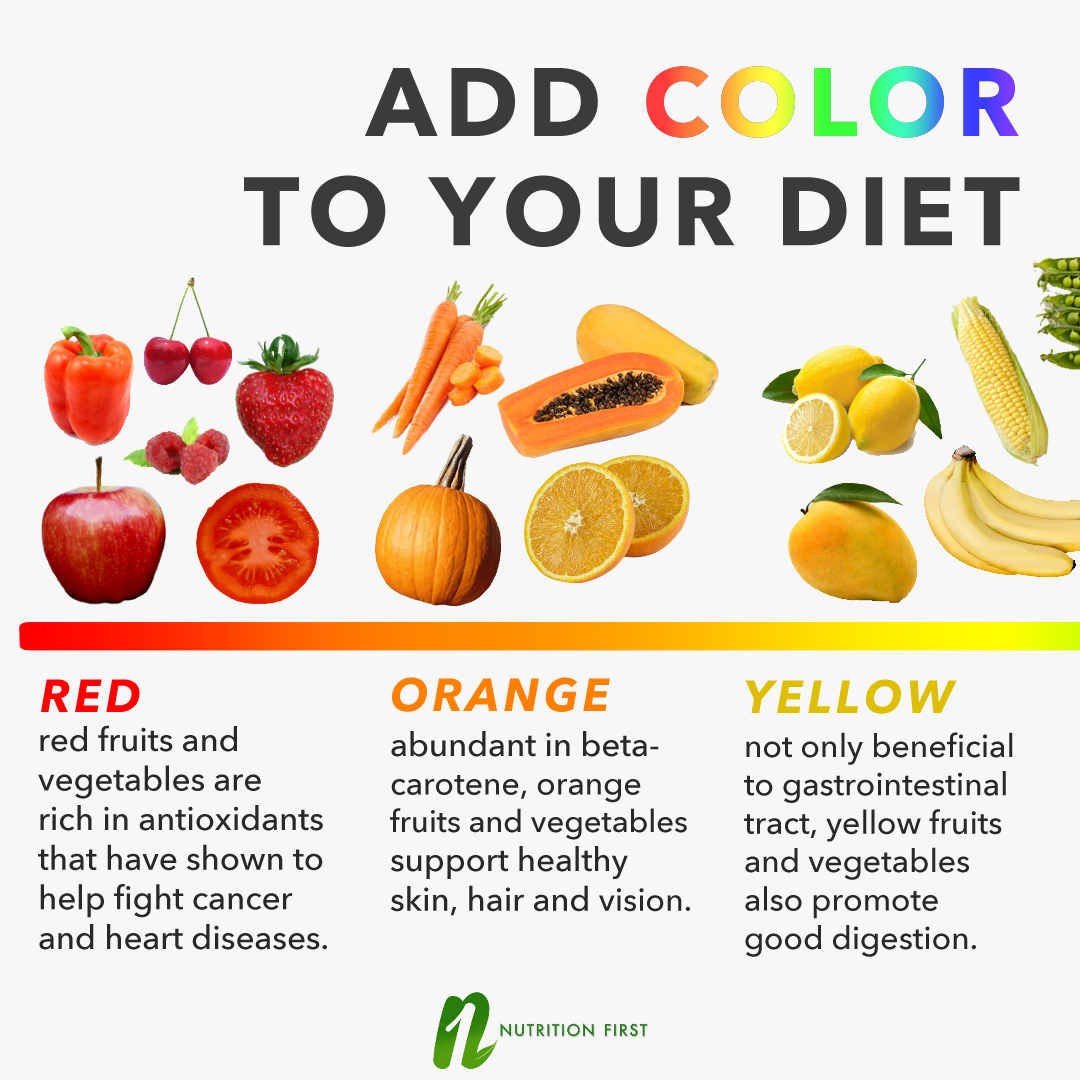 ADD COLOR
TO YOUR DIET
RED
red fruits and
vegetables are
rich in antioxidants
that have shown to
help fight cancer
and heart diseases.
ORANGE
abundant in beta-
carotene, orange
fruits and vegetables
support healthy
skin, hair and vision.
YELLOW
not only beneficial
to gastrointestinal
tract, yellow fruits
and vegetables
also promote
good digestion.
NUTRITION FIRST